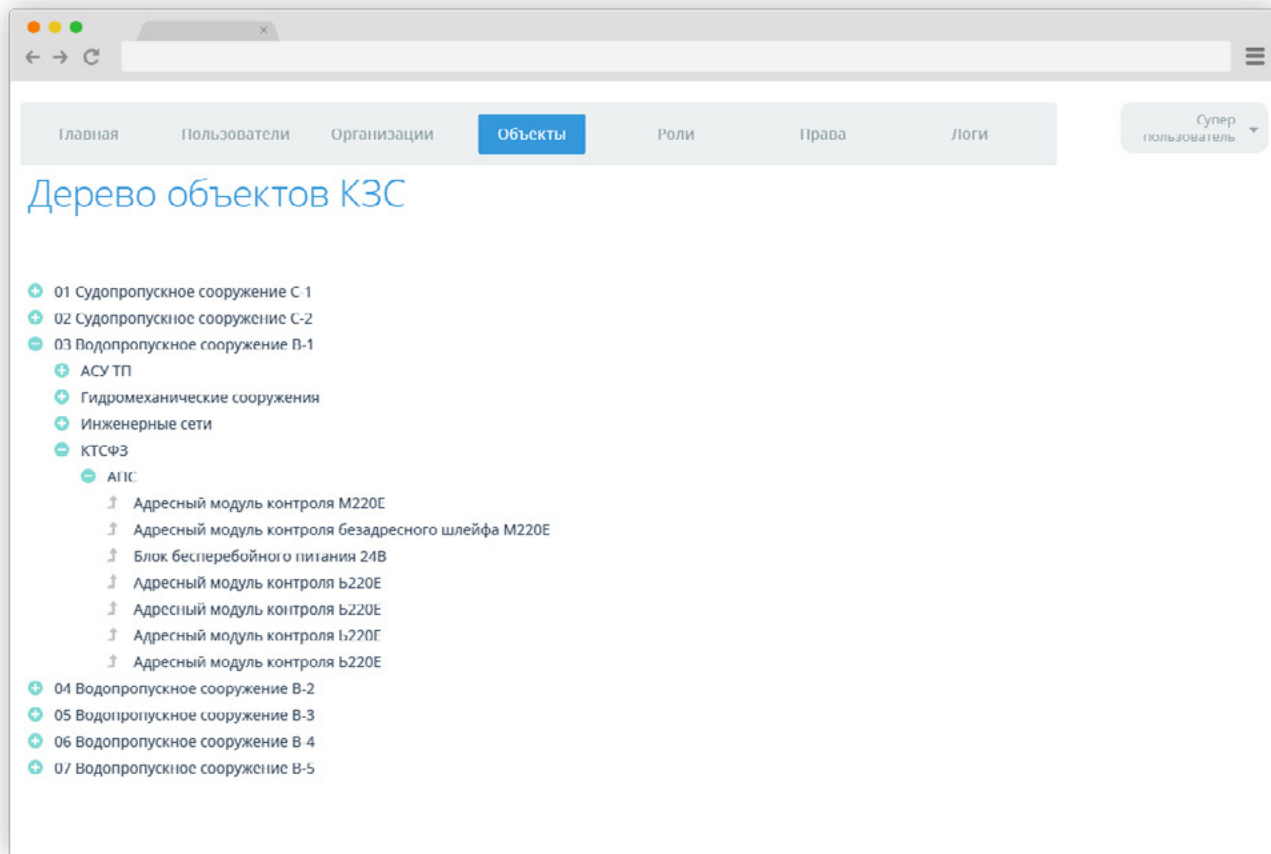 Главная Пользователи Организации Объекты Роли Права Логи
Супер
пользователь
Дерево объектов КЗС
01 Судопропускное сооружение С-1
02 Судопропускное сооружение С-2
03 Водопропускное сооружение В-1
АСУ ТП
Гидромеханические сооружения
Инженерные сети
КТСФЗ
АПС
Адресный модуль контроля М220Е
Адресный модуль контроля безадресного шлейфа М220Е
Блок бесперебойного питания 24В
Адресный модуль контроля Б220Е
Адресный модуль контроля Б220Е
Адресный модуль контроля Б220Е
Адресный модуль контроля Б220Е
04 Водопропускное сооружение В-2
05 Водопропускное сооружение В-3
06 Водопропускное сооружение В-4
07 Водопропускное сооружение В-5